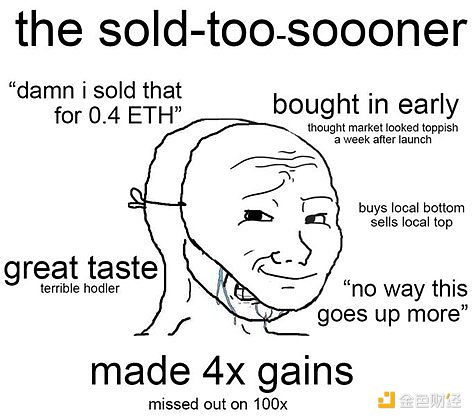 the sold-too-soooner
“damn i sold that
for 0.4 ETH”
bought in early
thought market looked toppish
a week after launch
buys local bottom
sells local top
great taste
terrible hodler
“no way this
goes up more”
made 4x gains
missed out on 100x
金色财经